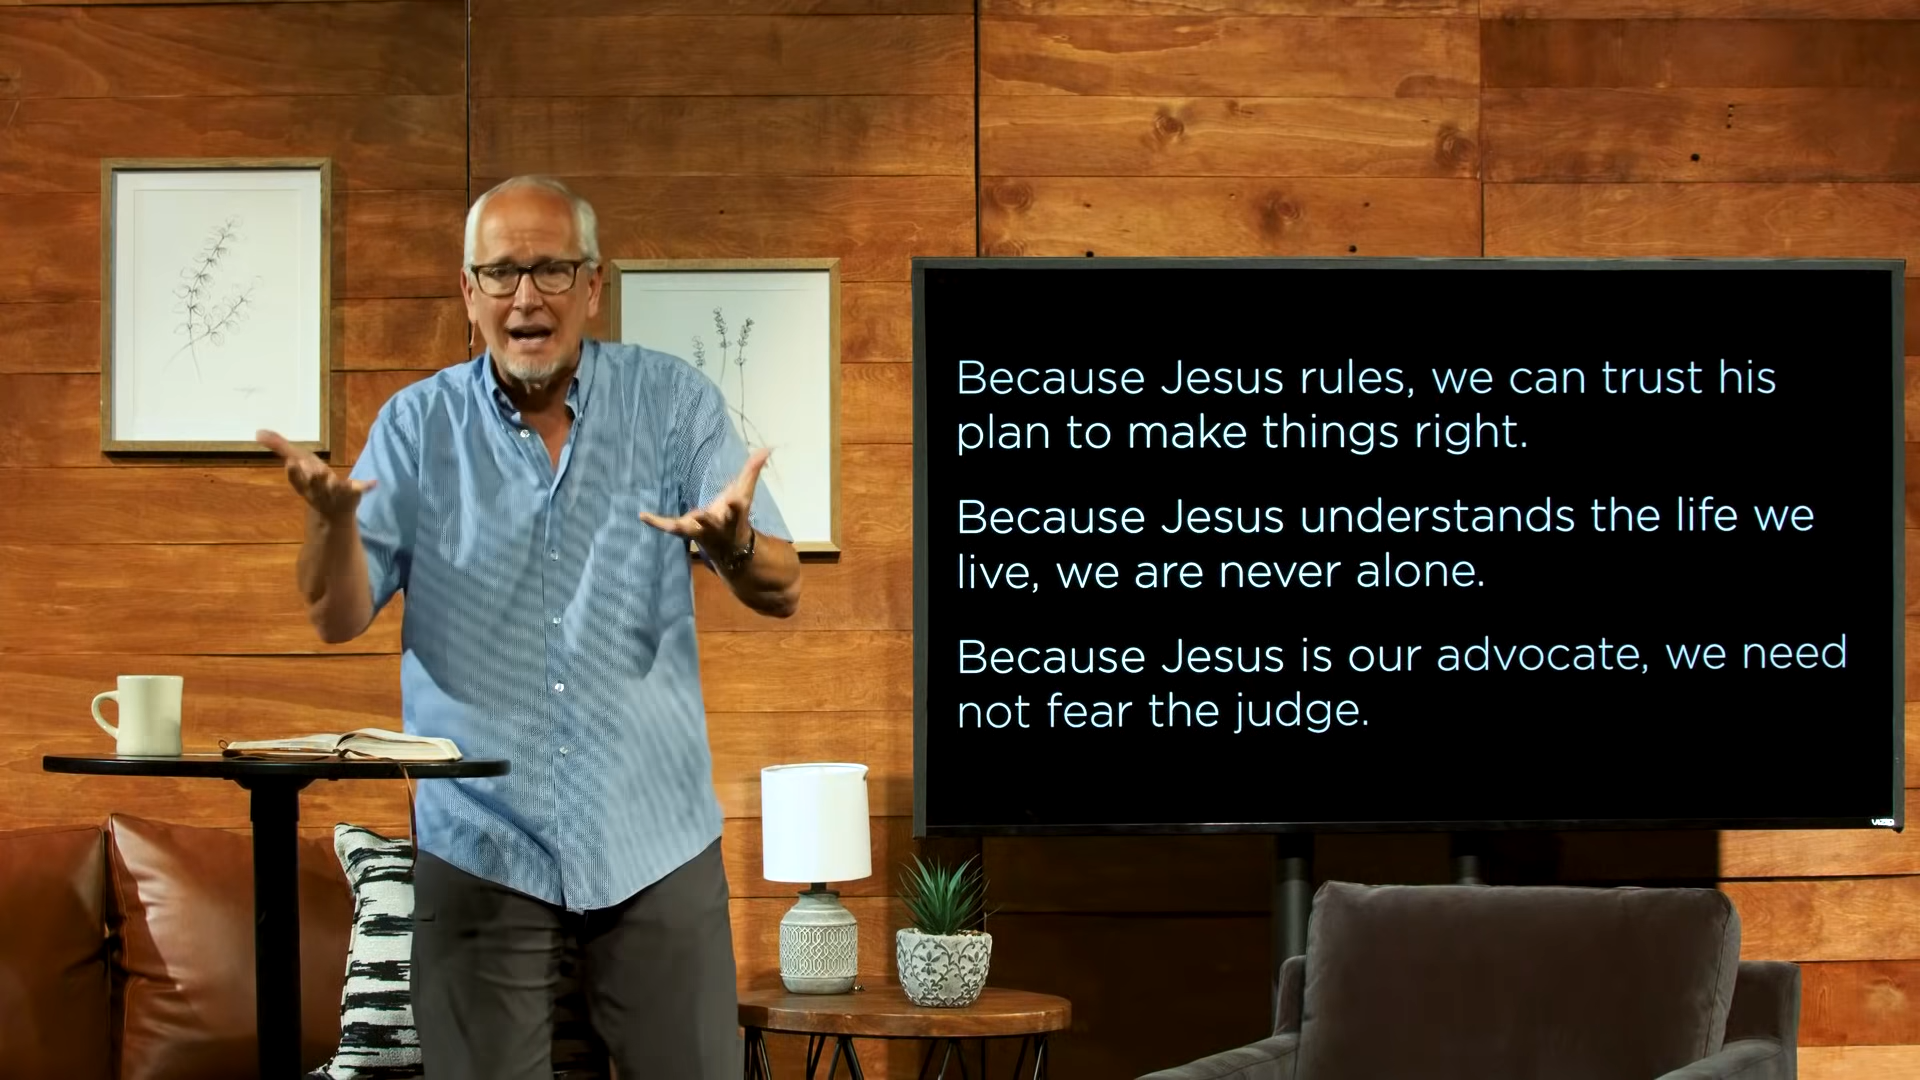 Because Jesus rules, we can trust his
plan to make things right.
Because Jesus understands the life we
live, we are never alone.
Because Jesus is our advocate, we need
not fear the judge.
VIZIO